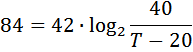 84 = 42 · log₂ 40/(T − 20)